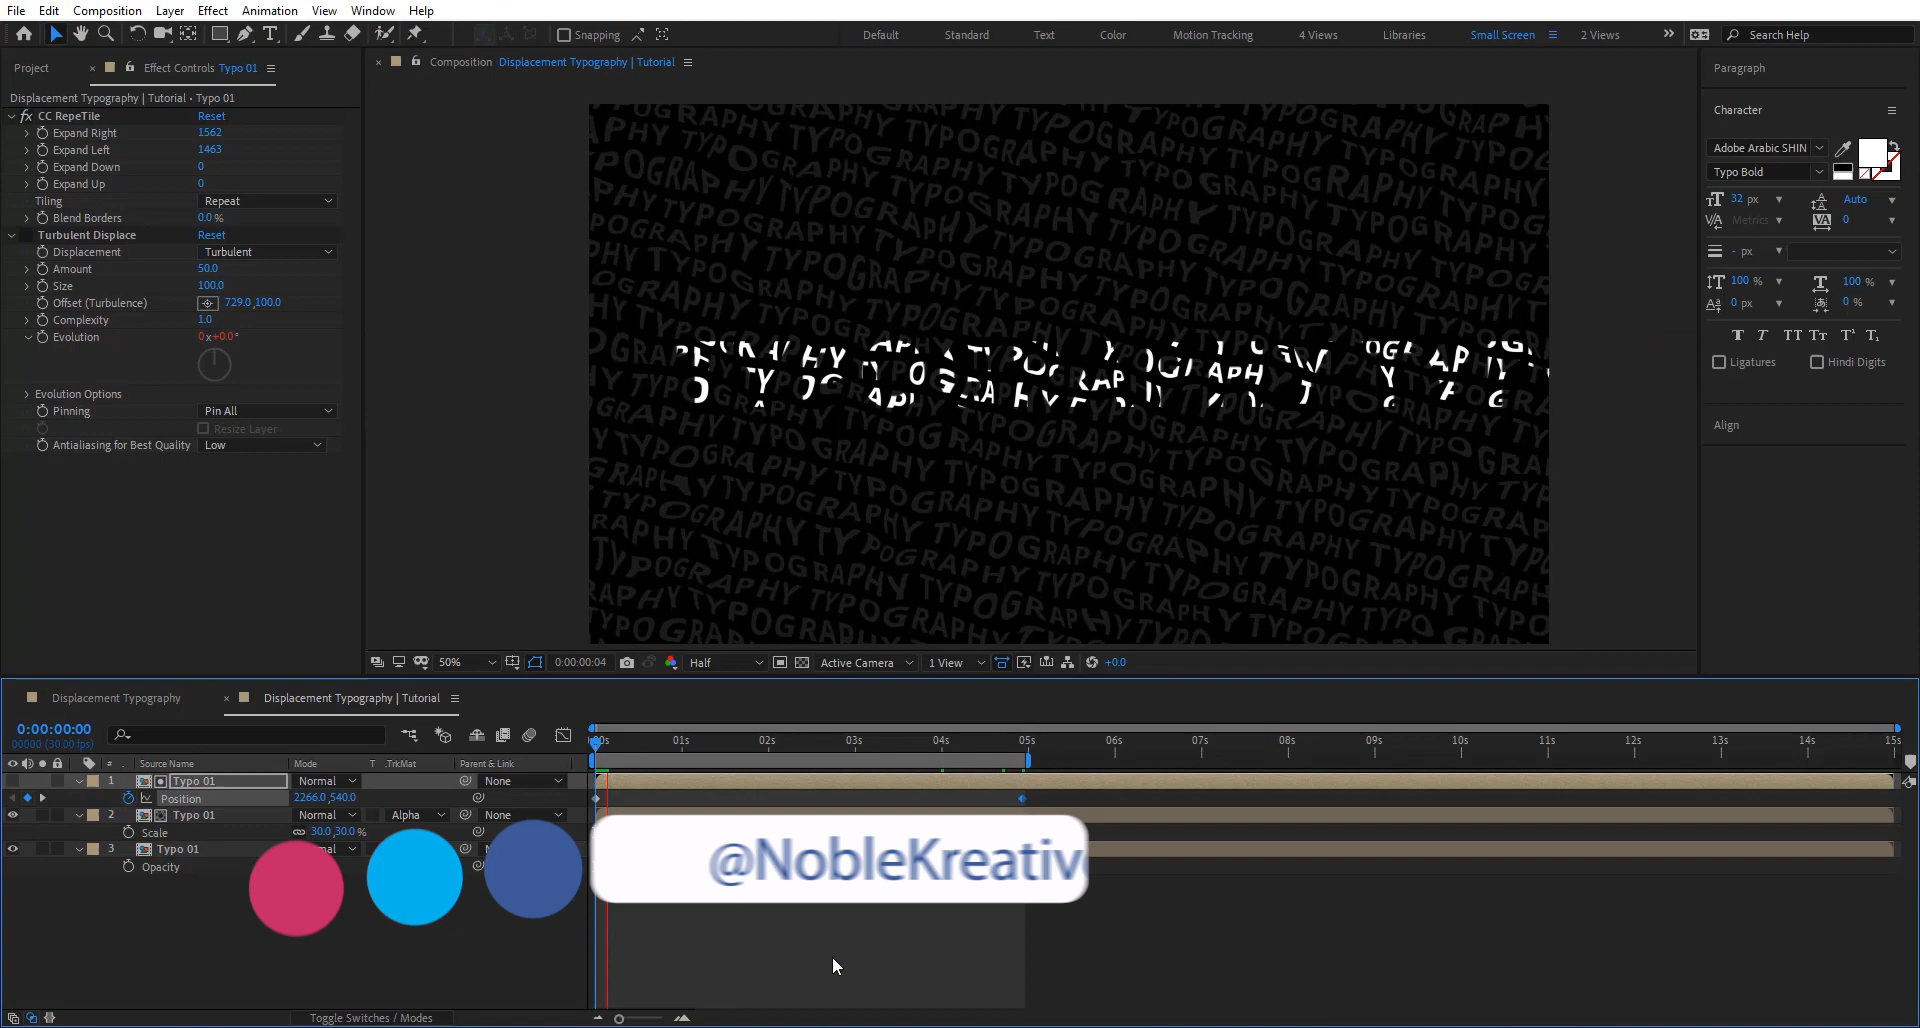 File Edit Composition Layer Effect Animation View Window Help
Snapping
Default Standard Text Color Motion Tracking 4 Views Libraries Small Screen 2 Views Search Help
Project Effect Controls Typo 01
Displacement Typography | Tutorial • Typo 01
CC RepeTile Reset
Expand Right 1562
Expand Left 1463
Expand Down 0
Expand Up 0
Tiling Repeat
Blend Borders 0.0 %
Turbulent Displace Reset
Displacement Turbulent
Amount 50.0
Size 100.0
Offset (Turbulence) 729.0 ,100.0
Complexity 1.0
Evolution 0 x+0.0 °
Evolution Options
Pinning Pin All
Resize Layer
Antialiasing for Best Quality Low
Composition Displacement Typography | Tutorial
TYPOGRAPHY TYPOGRAPHY TYPOGRAPHY
50% 0:00:00:04 Half Active Camera 1 View +0.0
Paragraph
Character
Adobe Arabic SHIN
Typo Bold
32 px Auto
Metrics 0
- px
100 % 100 %
0 px 0 %
Ligatures Hindi Digits
Align
Displacement Typography Displacement Typography | Tutorial
0:00:00:00
00000 (30.00 fps)
# Source Name Mode T .TrkMat Parent & Link
01s 02s 03s 04s 05s 06s 07s 08s 09s 10s 11s 12s 13s 14s 15s
1 Typo 01 Normal None
Position 2266.0 ,540.0
2 Typo 01 Normal Alpha None
Scale 30.0 ,30.0 %
3 Typo 01
Opacity
@NobleKreativ
Toggle Switches / Modes